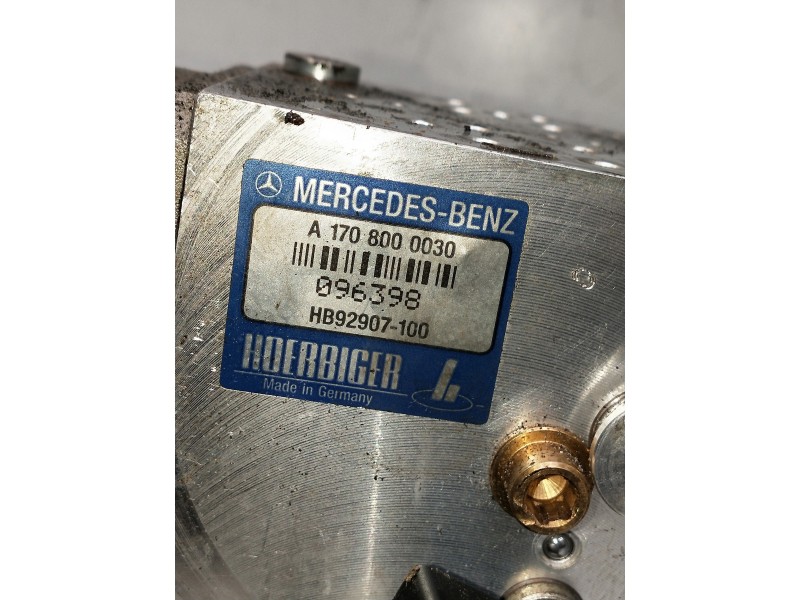 MERCEDES-BENZ
A 170 800 0030
096398
HB92907-100
HOERBIGER
Made in Germany